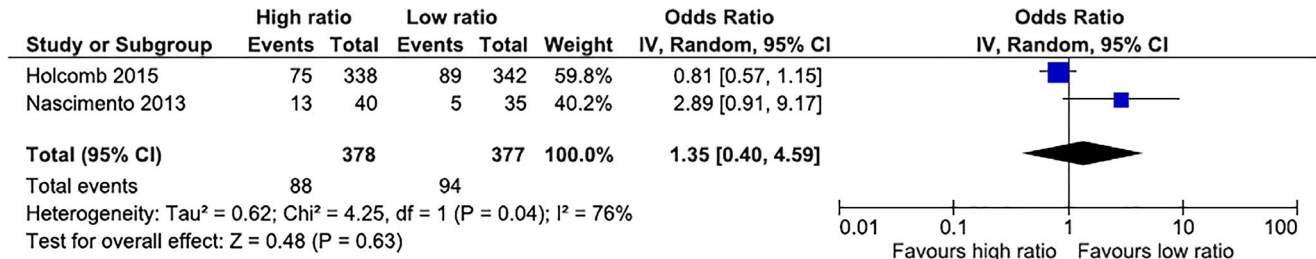 High ratio Low ratio Odds Ratio Odds Ratio
Study or Subgroup Events Total Events Total Weight IV, Random, 95% CI IV, Random, 95% CI
Holcomb 2015 75 338 89 342 59.8% 0.81 [0.57, 1.15]
Nascimento 2013 13 40 5 35 40.2% 2.89 [0.91, 9.17]
Total (95% CI) 378 377 100.0% 1.35 [0.40, 4.59]
Total events 88 94
Heterogeneity: Tau² = 0.62; Chi² = 4.25, df = 1 (P = 0.04); I² = 76%
Test for overall effect: Z = 0.48 (P = 0.63)
0.01 0.1 1 10 100
Favours high ratio Favours low ratio